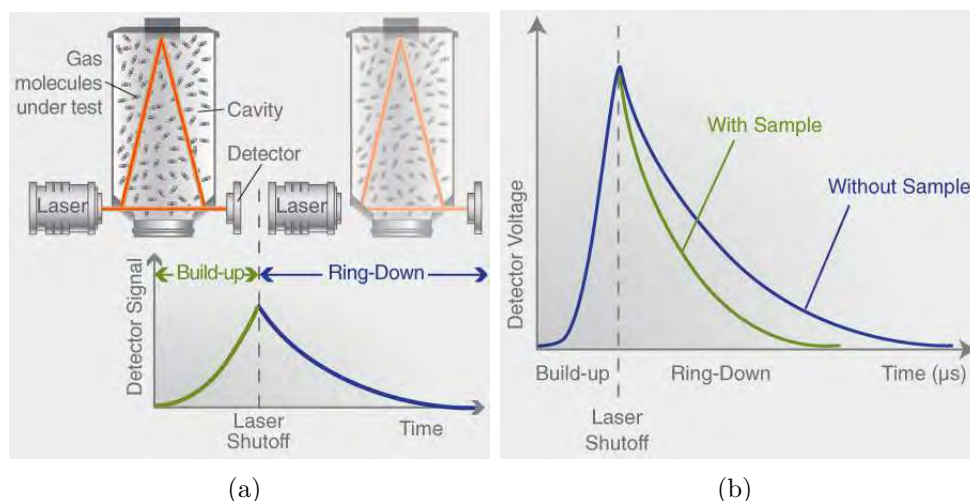 Gas
molecules
under test
Cavity
Detector
Laser
Laser
Build-up
Ring-Down
Detector Signal
Laser
Shutoff
Time
(a)
With Sample
Without Sample
Detector Voltage
Build-up
Ring-Down
Time (μs)
Laser
Shutoff
(b)